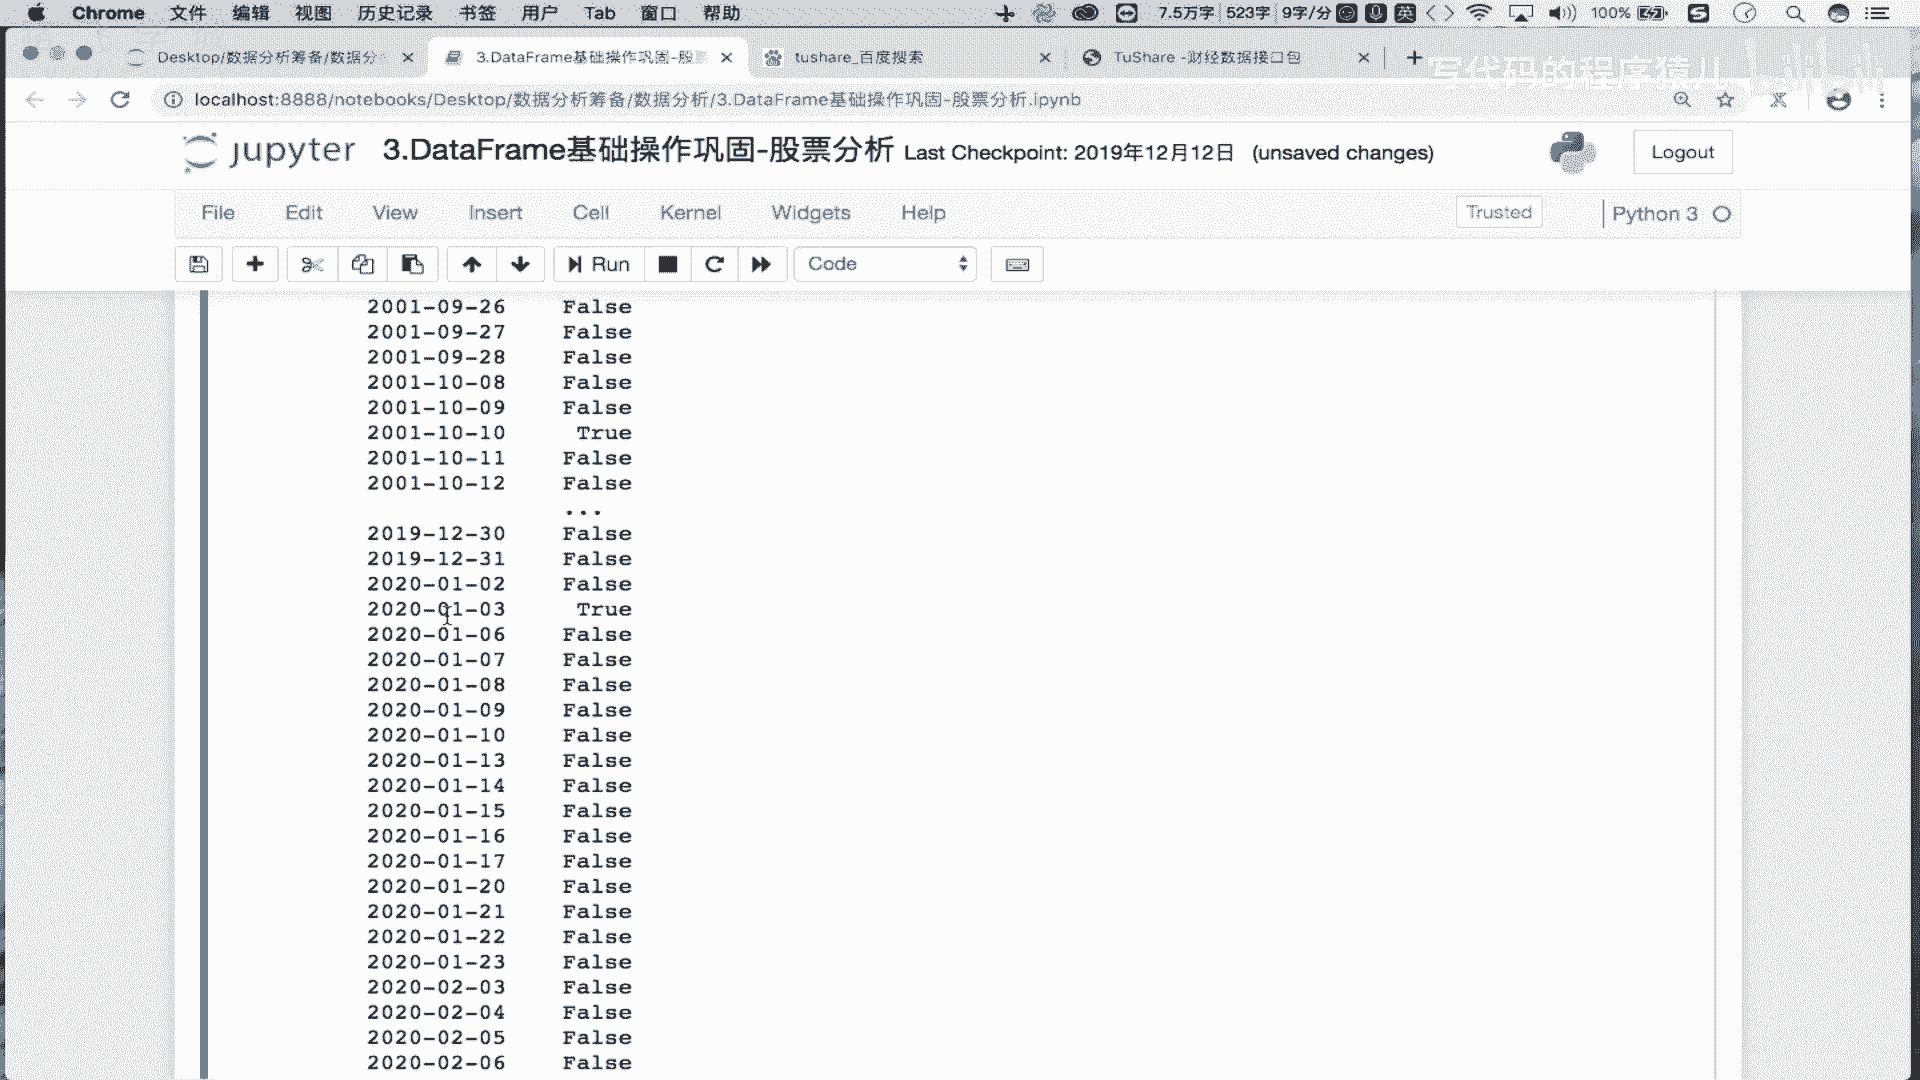 Chrome 文件 编辑 视图 历史记录 书签 用户 Tab 窗口 帮助 7.5万字 523字 9字/分 英 100%
Desktop/数据分析筹备/数据分 3.DataFrame基础操作巩固-股 tushare_百度搜索 TuShare -财经数据接口包
写代码的程序猿儿
localhost:8888/notebooks/Desktop/数据分析筹备/数据分析/3.DataFrame基础操作巩固-股票分析.ipynb
jupyter 3.DataFrame基础操作巩固-股票分析 Last Checkpoint: 2019年12月12日 (unsaved changes) Logout
File Edit View Insert Cell Kernel Widgets Help Trusted Python 3
Run Code
2001-09-26 False
2001-09-27 False
2001-09-28 False
2001-10-08 False
2001-10-09 False
2001-10-10 True
2001-10-11 False
2001-10-12 False
...
2019-12-30 False
2019-12-31 False
2020-01-02 False
2020-01-03 True
2020-01-06 False
2020-01-07 False
2020-01-08 False
2020-01-09 False
2020-01-10 False
2020-01-13 False
2020-01-14 False
2020-01-15 False
2020-01-16 False
2020-01-17 False
2020-01-20 False
2020-01-21 False
2020-01-22 False
2020-01-23 False
2020-02-03 False
2020-02-04 False
2020-02-05 False
2020-02-06 False